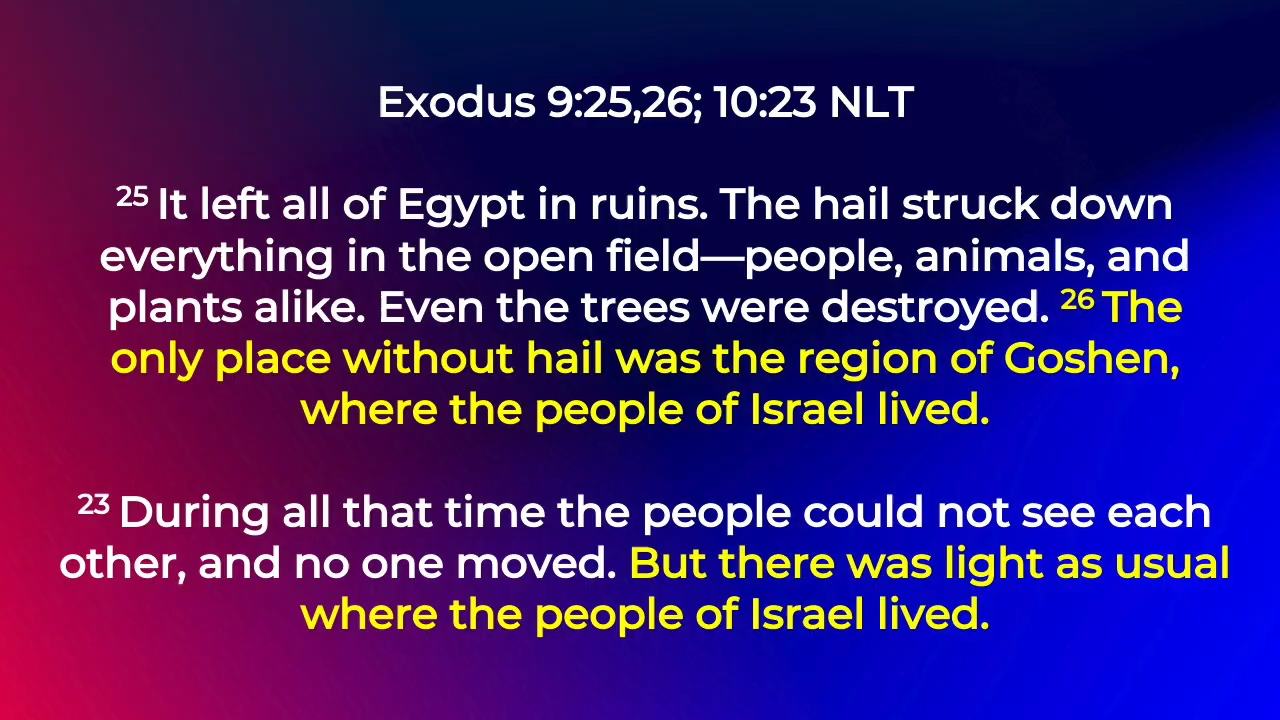 Exodus 9:25,26; 10:23 NLT
25 It left all of Egypt in ruins. The hail struck down
everything in the open field—people, animals, and
plants alike. Even the trees were destroyed. 26 The
only place without hail was the region of Goshen,
where the people of Israel lived.
23 During all that time the people could not see each
other, and no one moved. But there was light as usual
where the people of Israel lived.